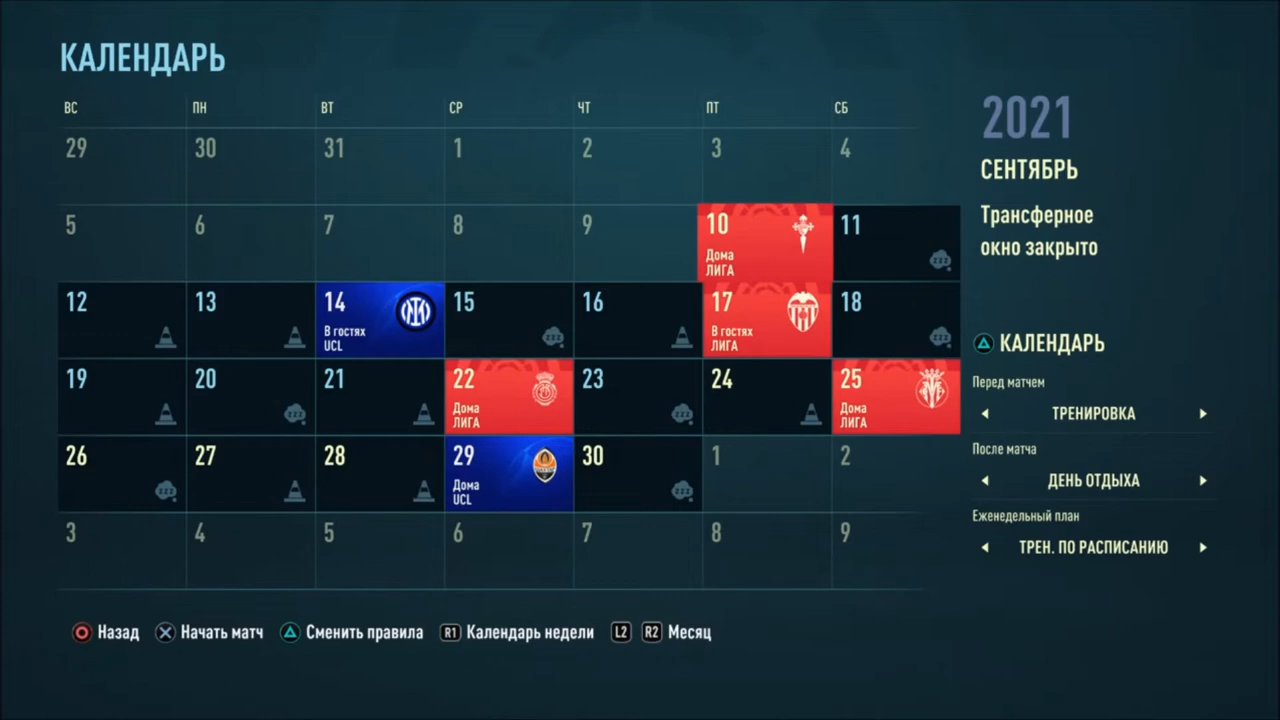 КАЛЕНДАРЬ
ВС ПН ВТ СР ЧТ ПТ СБ
29 30 31 1 2 3 4
5 6 7 8 9 10 11
Дома
ЛИГА
12 13 14 15 16 17 18
В гостях
UCL
В гостях
ЛИГА
19 20 21 22 23 24 25
Дома
ЛИГА
Дома
ЛИГА
26 27 28 29 30 1 2
Дома
UCL
3 4 5 6 7 8 9
2021
СЕНТЯБРЬ
Трансферное
окно закрыто
КАЛЕНДАРЬ
Перед матчем
ТРЕНИРОВКА
После матча
ДЕНЬ ОТДЫХА
Еженедельный план
ТРЕН. ПО РАСПИСАНИЮ
Назад Начать матч Сменить правила R1 Календарь недели L2 R2 Месяц